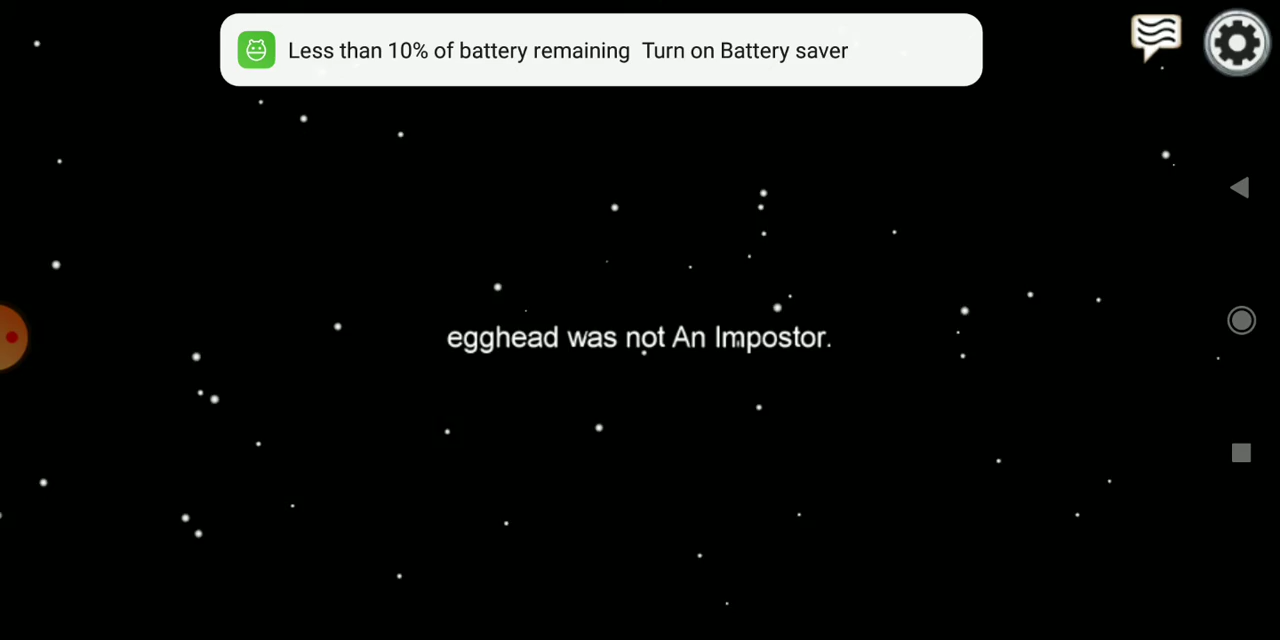 Less than 10% of battery remaining Turn on Battery saver
egghead was not An Impostor.